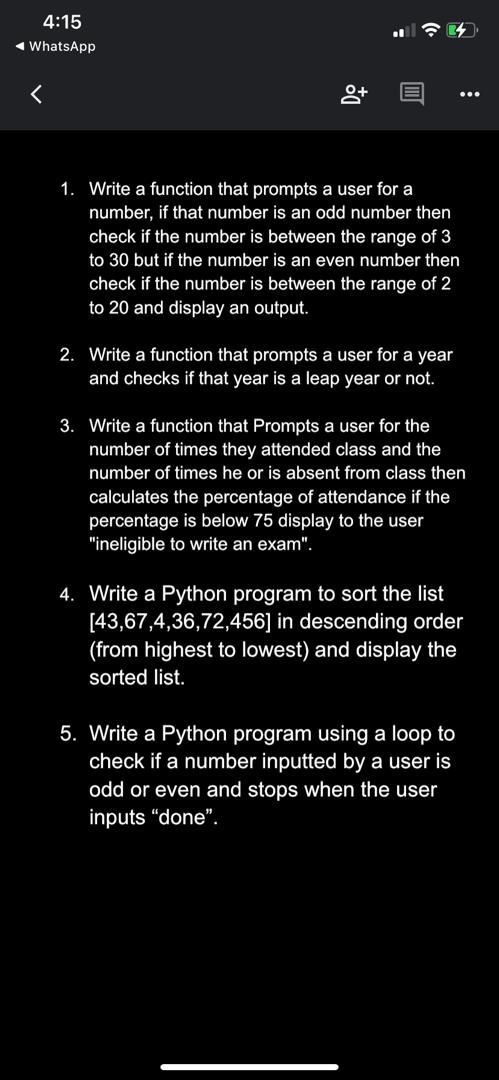 4:15
◀ WhatsApp
1. Write a function that prompts a user for a
number, if that number is an odd number then
check if the number is between the range of 3
to 30 but if the number is an even number then
check if the number is between the range of 2
to 20 and display an output.
2. Write a function that prompts a user for a year
and checks if that year is a leap year or not.
3. Write a function that Prompts a user for the
number of times they attended class and the
number of times he or is absent from class then
calculates the percentage of attendance if the
percentage is below 75 display to the user
"ineligible to write an exam".
4. Write a Python program to sort the list
[43,67,4,36,72,456] in descending order
(from highest to lowest) and display the
sorted list.
5. Write a Python program using a loop to
check if a number inputted by a user is
odd or even and stops when the user
inputs “done”.